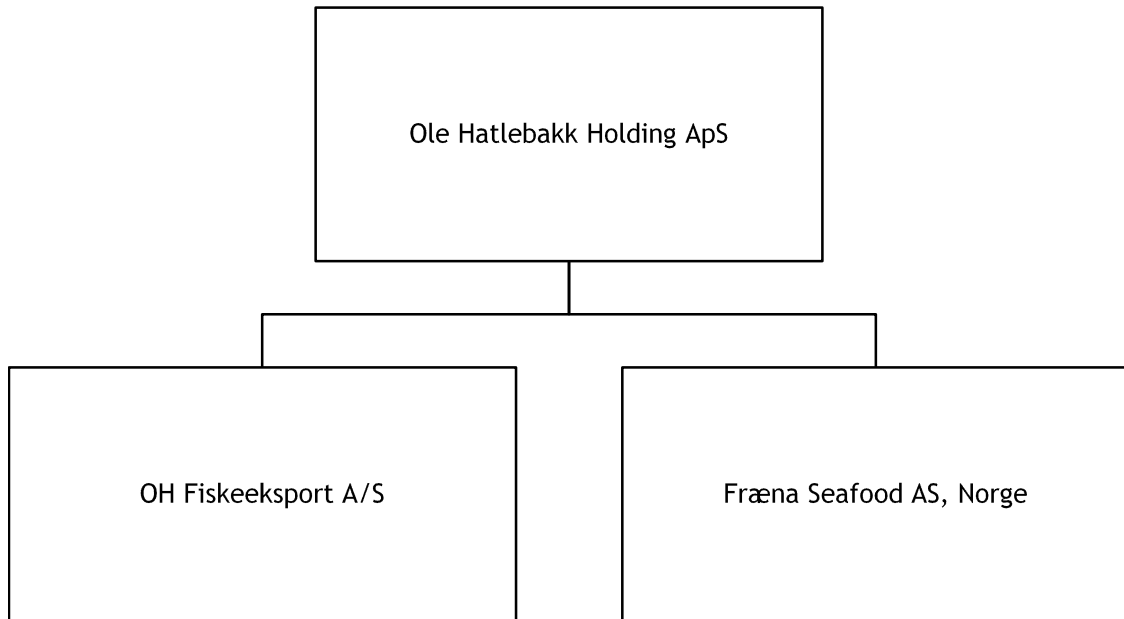 Ole Hatlebakk Holding ApS
OH Fiskeeksport A/S
Fræna Seafood AS, Norge